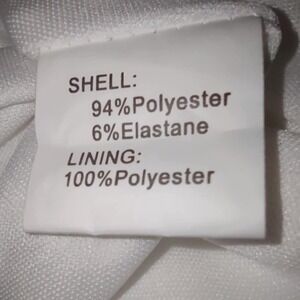 SHELL:
94%Polyester
6%Elastane
LINING:
100%Polyester